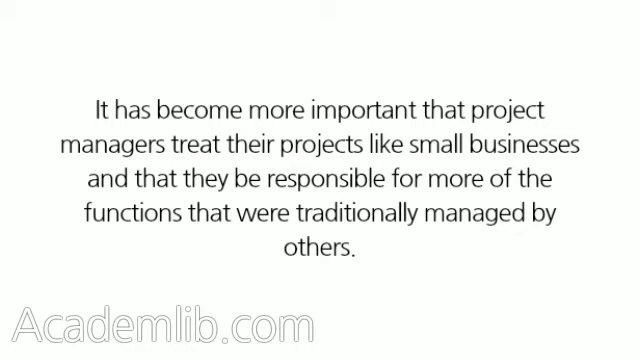 It has become more important that project
managers treat their projects like small businesses
and that they be responsible for more of the
functions that were traditionally managed by
others.
Academlib.com